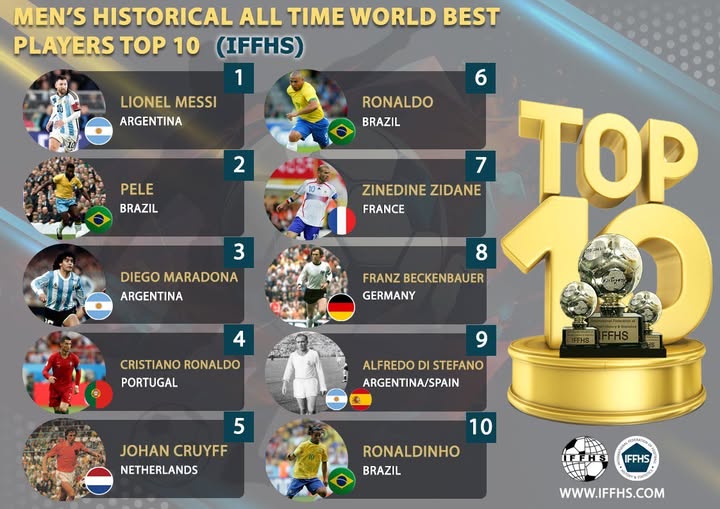 MEN'S HISTORICAL ALL TIME WORLD BEST
PLAYERS TOP 10 (IFFHS)
1
LIONEL MESSI
ARGENTINA
2
PELE
BRAZIL
3
DIEGO MARADONA
ARGENTINA
4
CRISTIANO RONALDO
PORTUGAL
5
JOHAN CRUYFF
NETHERLANDS
6
RONALDO
BRAZIL
7
ZINEDINE ZIDANE
FRANCE
8
FRANZ BECKENBAUER
GERMANY
9
ALFREDO DI STEFANO
ARGENTINA/SPAIN
10
RONALDINHO
BRAZIL
TOP
10
IFFHS
IFFHS
IFFHS
WWW.IFFHS.COM